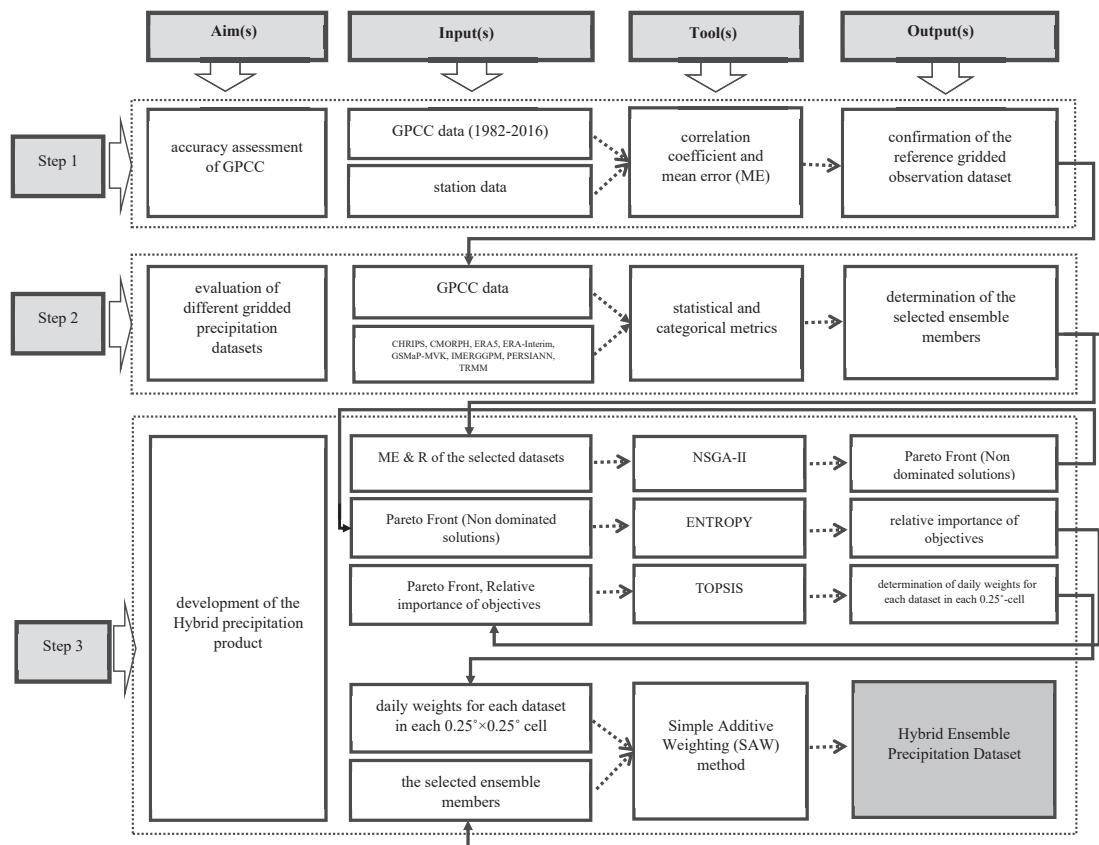 Aim(s)
Input(s)
Tool(s)
Output(s)
Step 1
accuracy assessment
of GPCC
GPCC data (1982-2016)
station data
correlation
coefficient and
mean error (ME)
confirmation of the
reference gridded
observation dataset
Step 2
evaluation of
different gridded
precipitation
datasets
GPCC data
CHRIPS, CMORPH, ERA5, ERA-Interim,
GSMaP-MVK, IMERGGPM, PERSIANN,
TRMM
statistical and
categorical metrics
determination of the
selected ensemble
members
Step 3
development of the
Hybrid precipitation
product
ME & R of the selected datasets
NSGA-II
Pareto Front (Non
dominated solutions)
Pareto Front (Non dominated
solutions)
ENTROPY
relative importance of
objectives
Pareto Front, Relative
importance of objectives
TOPSIS
determination of daily weights for
each dataset in each 0.25˚-cell
daily weights for each dataset
in each 0.25˚×0.25˚ cell
the selected ensemble
members
Simple Additive
Weighting (SAW)
method
Hybrid Ensemble
Precipitation Dataset